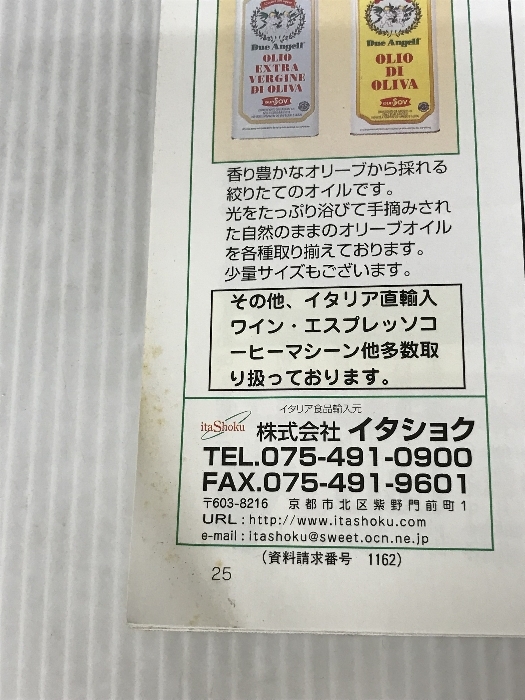 Due Angeli
OLIO
EXTRA
VERGINE
DI OLIVA
SOV
Due Angeli
OLIO
DI
OLIVA
SOV
香り豊かなオリーブから採れる
絞りたてのオイルです。
光をたっぷり浴びて手摘みされ
た自然のままのオリーブオイル
を各種取り揃えております。
少量サイズもございます。
その他、イタリア直輸入
ワイン・エスプレッソコ
ーヒーマシーン他多数取
り扱っております。
イタリア食品輸入元
itaShoku 株式会社 イタショク
TEL.075-491-0900
FAX.075-491-9601
〒603-8216 京都市北区紫野門前町1
URL：http://www.itashoku.com
e-mail：itashoku@sweet.ocn.ne.jp
（資料請求番号 1162）
25